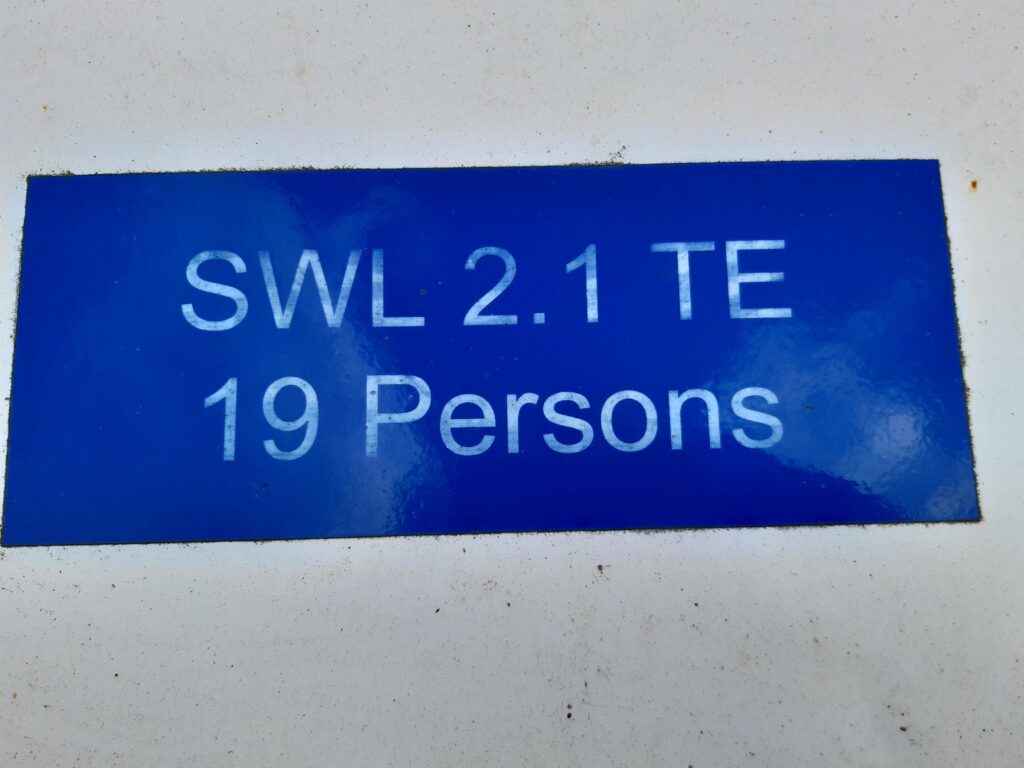 SWL 2.1 TE
19 Persons